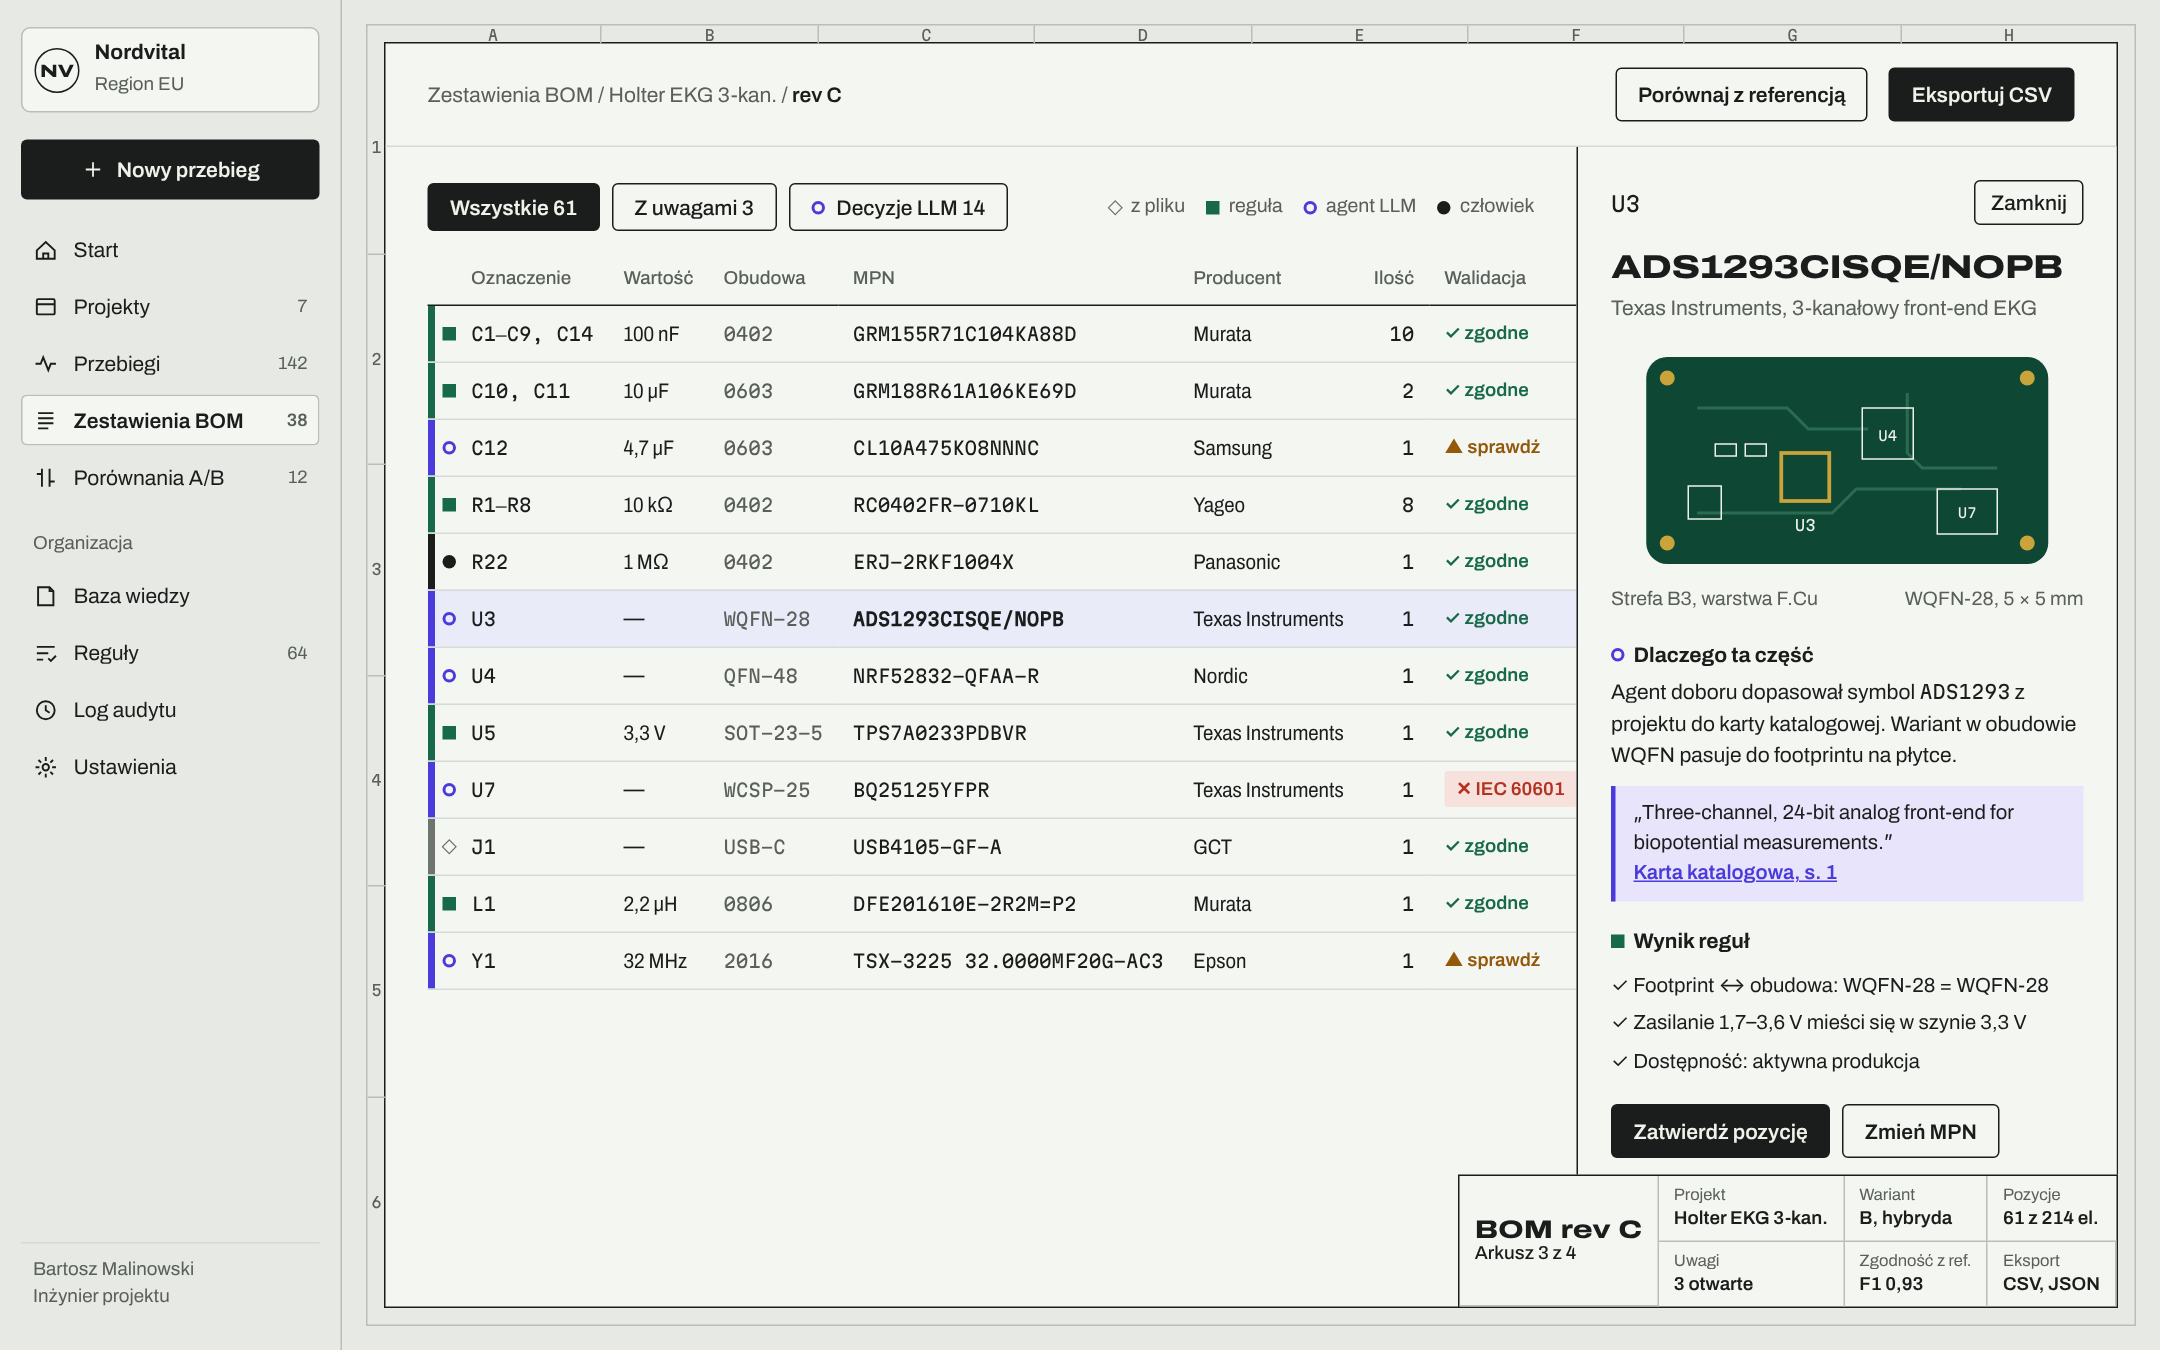 NV
Nordvital
Region EU
+ Nowy przebieg
Start
Projekty 7
Przebiegi 142
Zestawienia BOM 38
Porównania A/B 12
Organizacja
Baza wiedzy
Reguły 64
Log audytu
Ustawienia
Bartosz Malinowski
Inżynier projektu
A B C D E F G H
1
2
3
4
5
6
Zestawienia BOM / Holter EKG 3-kan. / rev C
Porównaj z referencją
Eksportuj CSV
Wszystkie 61
Z uwagami 3
Decyzje LLM 14
z pliku reguła agent LLM człowiek
Oznaczenie Wartość Obudowa MPN Producent Ilość Walidacja
C1–C9, C14 100 nF 0402 GRM155R71C104KA88D Murata 10 ✓ zgodne
C10, C11 10 µF 0603 GRM188R61A106KE69D Murata 2 ✓ zgodne
C12 4,7 µF 0603 CL10A475KO8NNNC Samsung 1 ▲ sprawdź
R1–R8 10 kΩ 0402 RC0402FR-0710KL Yageo 8 ✓ zgodne
R22 1 MΩ 0402 ERJ-2RKF1004X Panasonic 1 ✓ zgodne
U3 — WQFN-28 ADS1293CISQE/NOPB Texas Instruments 1 ✓ zgodne
U4 — QFN-48 NRF52832-QFAA-R Nordic 1 ✓ zgodne
U5 3,3 V SOT-23-5 TPS7A0233PDBVR Texas Instruments 1 ✓ zgodne
U7 — WCSP-25 BQ25125YFPR Texas Instruments 1 ✕ IEC 60601
J1 — USB-C USB4105-GF-A GCT 1 ✓ zgodne
L1 2,2 µH 0806 DFE201610E-2R2M=P2 Murata 1 ✓ zgodne
Y1 32 MHz 2016 TSX-3225 32.0000MF20G-AC3 Epson 1 ▲ sprawdź
U3
Zamknij
ADS1293CISQE/NOPB
Texas Instruments, 3-kanałowy front-end EKG
U4
U3
U7
Strefa B3, warstwa F.Cu WQFN-28, 5 × 5 mm
Dlaczego ta część
Agent doboru dopasował symbol ADS1293 z
projektu do karty katalogowej. Wariant w obudowie
WQFN pasuje do footprintu na płytce.
„Three-channel, 24-bit analog front-end for
biopotential measurements.”
Karta katalogowa, s. 1
Wynik reguł
✓ Footprint ↔ obudowa: WQFN-28 = WQFN-28
✓ Zasilanie 1,7–3,6 V mieści się w szynie 3,3 V
✓ Dostępność: aktywna produkcja
Zatwierdź pozycję
Zmień MPN
BOM rev C
Arkusz 3 z 4
Projekt
Holter EKG 3-kan.
Wariant
B, hybryda
Pozycje
61 z 214 el.
Uwagi
3 otwarte
Zgodność z ref.
F1 0,93
Eksport
CSV, JSON